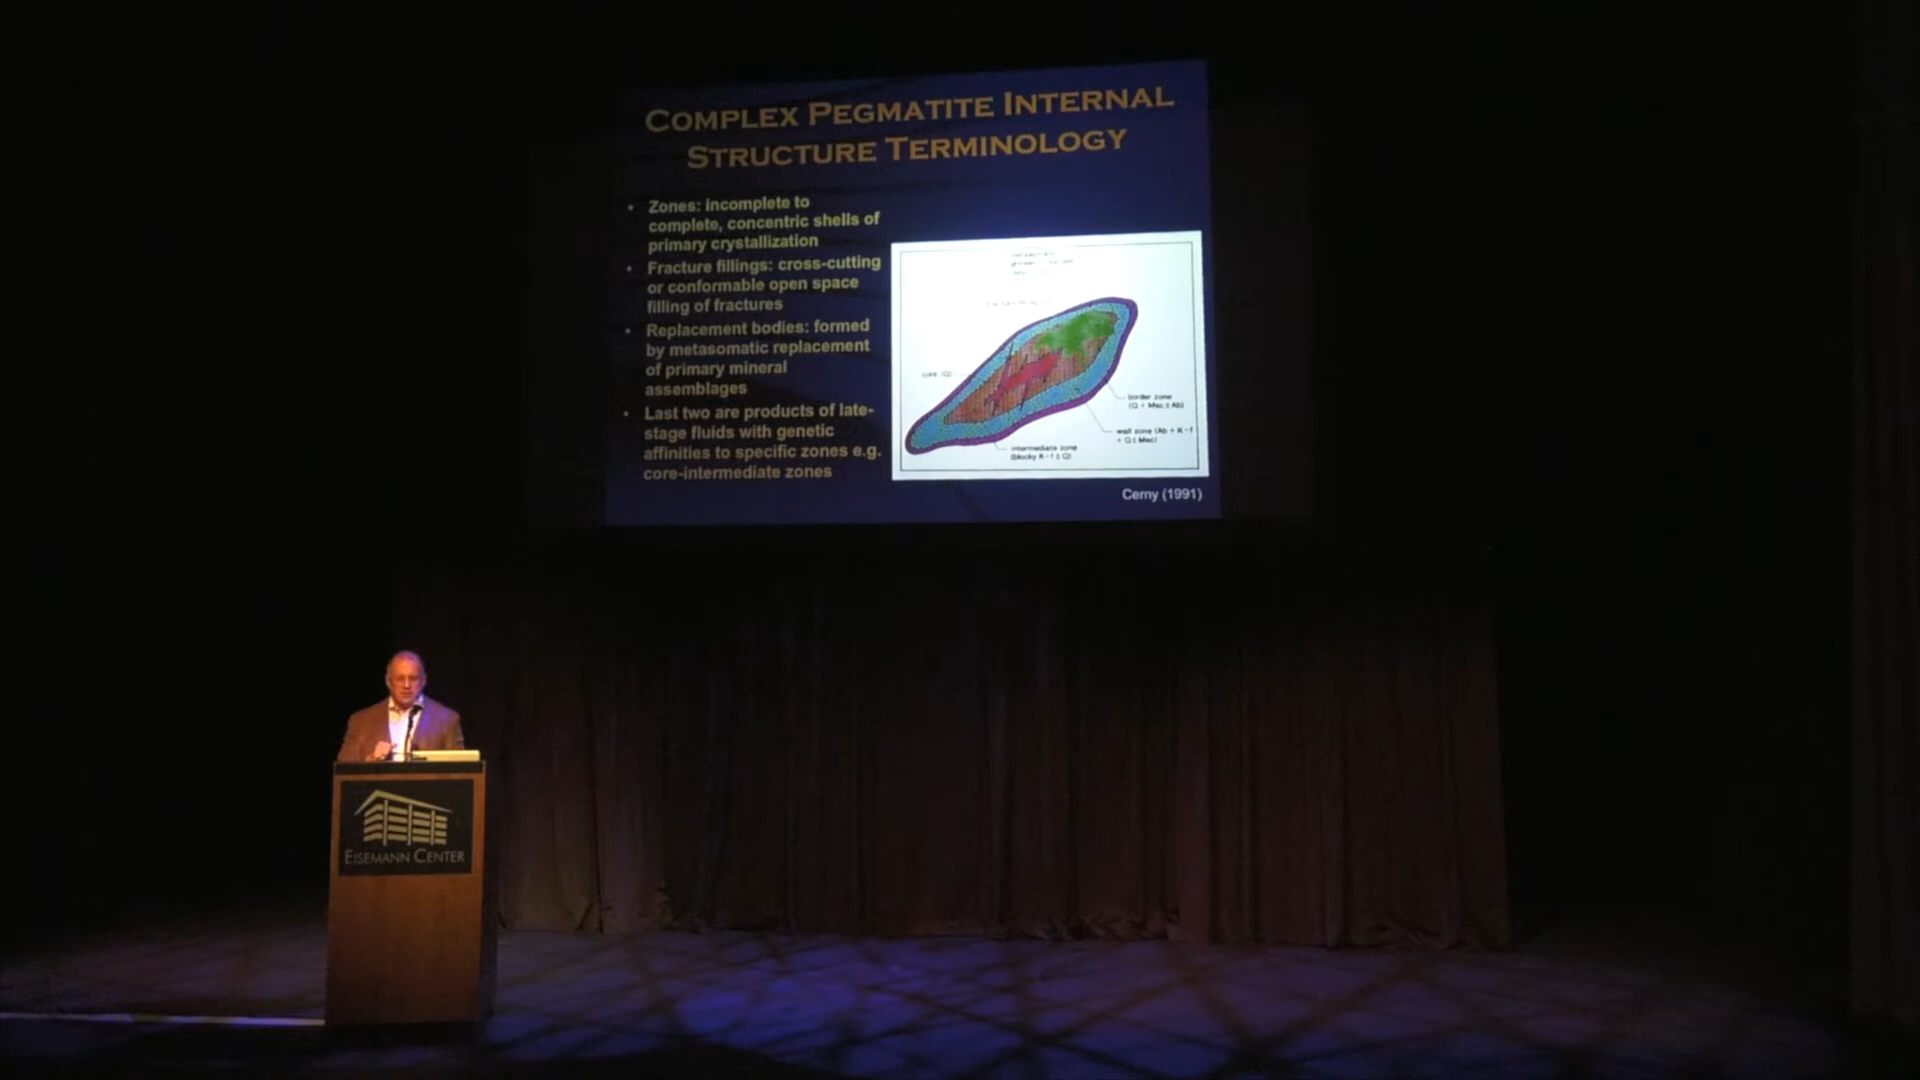 COMPLEX PEGMATITE INTERNAL
STRUCTURE TERMINOLOGY
• Zones: incomplete to
complete, concentric shells of
primary crystallization
• Fracture fillings: cross-cutting
or conformable open space
filling of fractures
• Replacement bodies: formed
by metasomatic replacement
of primary mineral
assemblages
• Last two are products of late-
stage fluids with genetic
affinities to specific zones e.g.
core-intermediate zones
core (Q)
border zone
(Q + Msc ± Ab)
wall zone (Ab + K-f
+ Q ± Msc)
intermediate zone
(blocky K-f ± Q)
Cerny (1991)
EISEMANN CENTER